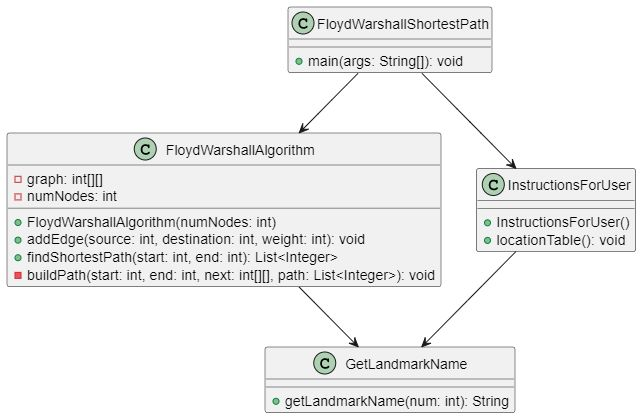 C FloydWarshallShortestPath
main(args: String[]): void
C FloydWarshallAlgorithm
graph: int[][]
numNodes: int
FloydWarshallAlgorithm(numNodes: int)
addEdge(source: int, destination: int, weight: int): void
findShortestPath(start: int, end: int): List<Integer>
buildPath(start: int, end: int, next: int[][], path: List<Integer>): void
C InstructionsForUser
InstructionsForUser()
locationTable(): void
C GetLandmarkName
getLandmarkName(num: int): String